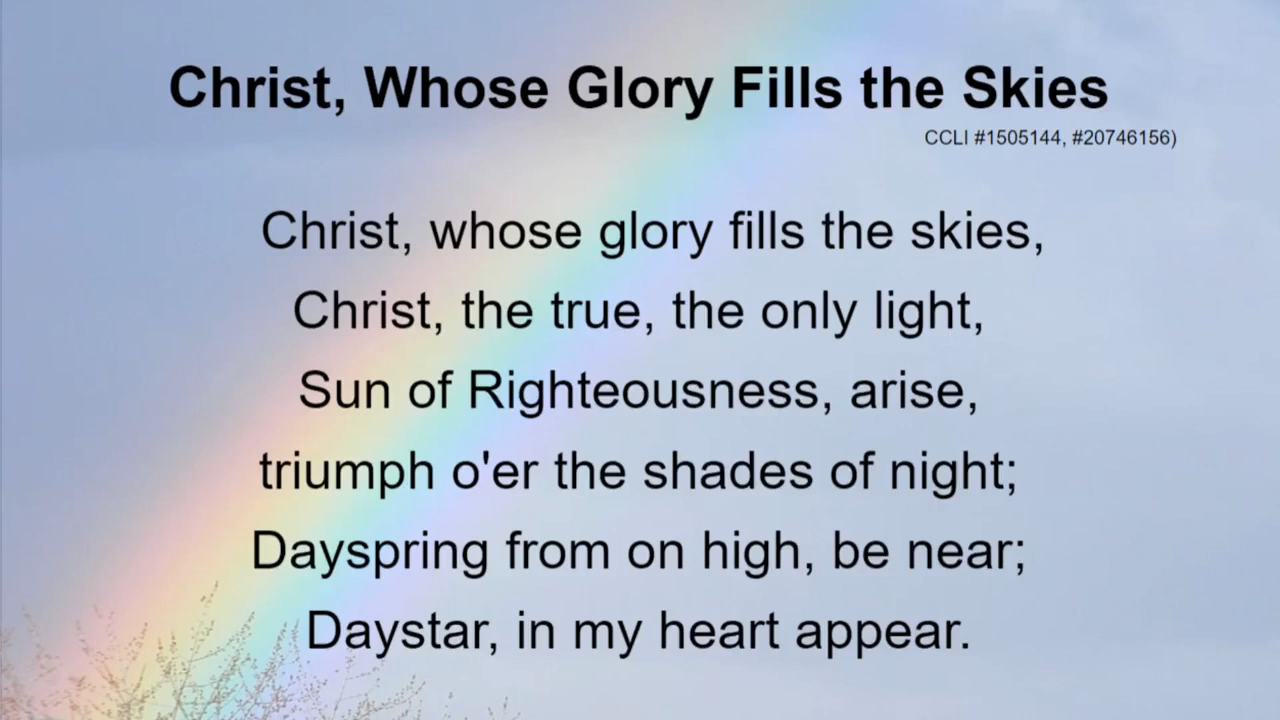 Christ, Whose Glory Fills the Skies
CCLI #1505144, #20746156)
Christ, whose glory fills the skies,
Christ, the true, the only light,
Sun of Righteousness, arise,
triumph o'er the shades of night;
Dayspring from on high, be near;
Daystar, in my heart appear.